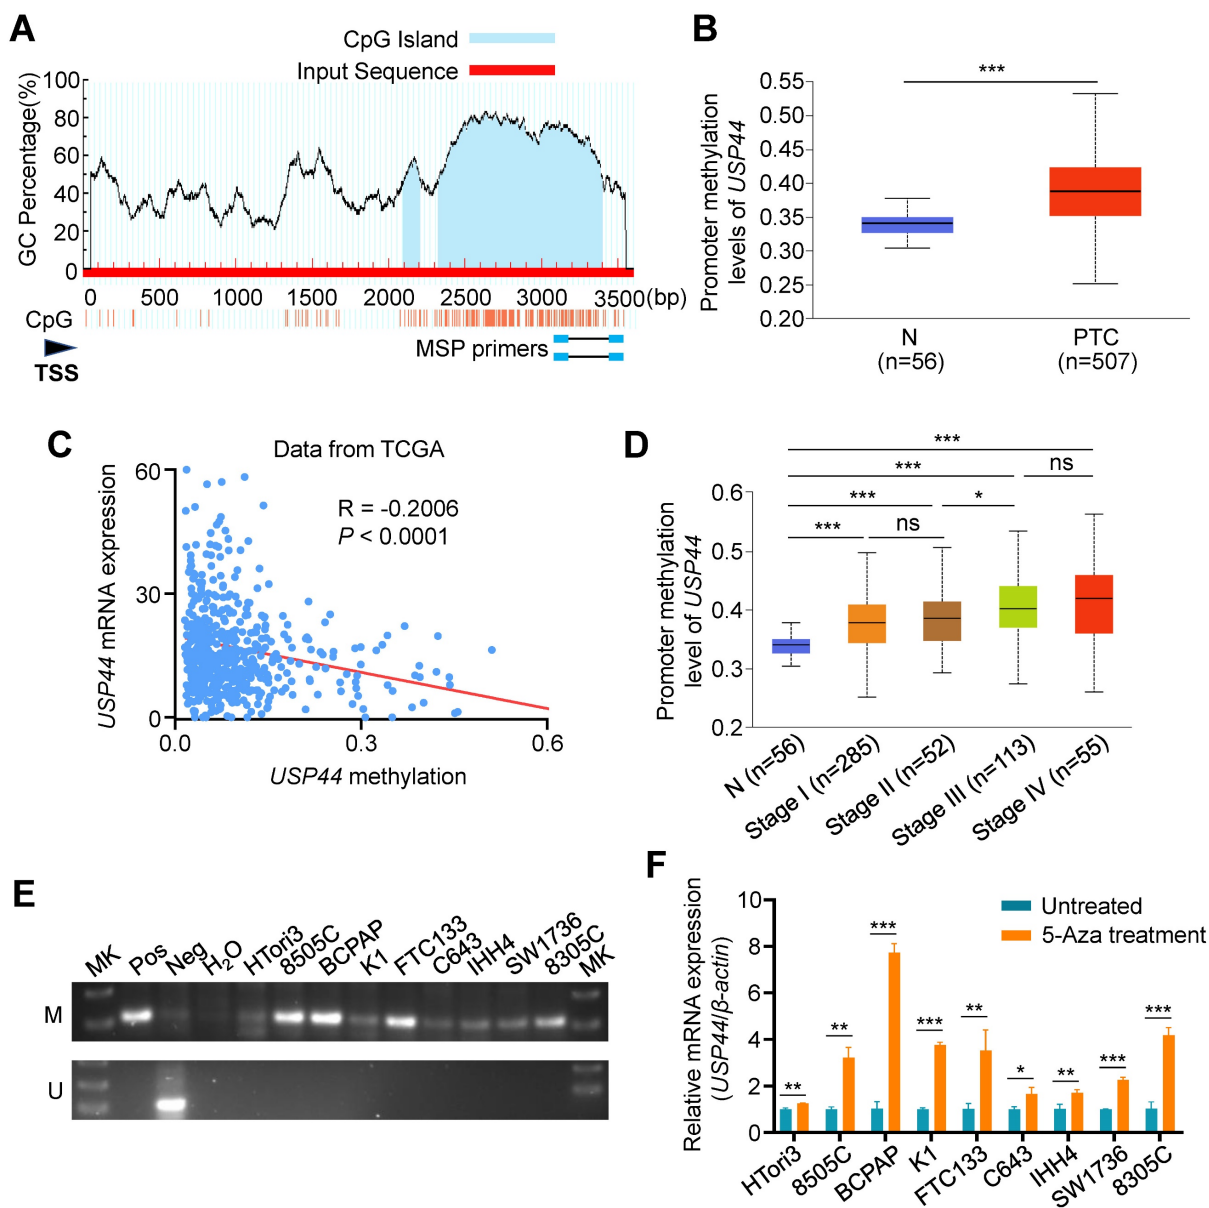 A
CpG Island
Input Sequence
GC Percentage(%)
100
80
60
40
20
0
0 500 1000 1500 2000 2500 3000 3500(bp)
CpG
TSS
MSP primers
B
Promoter methylation
levels of USP44
0.55
0.50
0.45
0.40
0.35
0.30
0.25
0.20
***
N
(n=56)
PTC
(n=507)
C
Data from TCGA
R = -0.2006
P < 0.0001
USP44 mRNA expression
60
30
0
0.0 0.3 0.6
USP44 methylation
D
Promoter methylation
level of USP44
0.6
0.5
0.4
0.3
0.2
***
*** ns
*** *
*** ns
N (n=56)
Stage I (n=285)
Stage II (n=52)
Stage III (n=113)
Stage IV (n=55)
E
MK Pos Neg H2O HTori3 8505C BCPAP K1 FTC133 C643 IHH4 SW1736 8305C MK
M
U
F
Relative mRNA expression
(USP44/β-actin)
10
8
6
4
2
0
Untreated
5-Aza treatment
** ** *** *** ** * ** *** ***
HTori3 8505C BCPAP K1 FTC133 C643 IHH4 SW1736 8305C